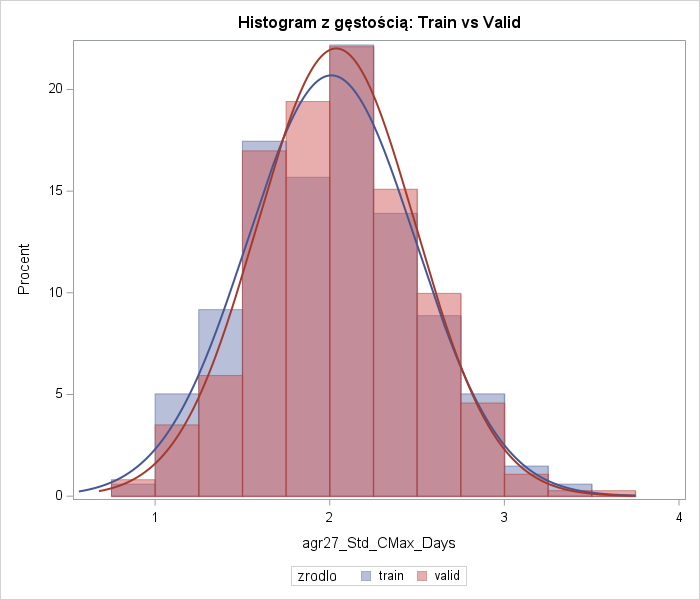 Histogram z gęstością: Train vs Valid
Procent
20
15
10
5
0
1 2 3 4
agr27_Std_CMax_Days
zrodlo train valid